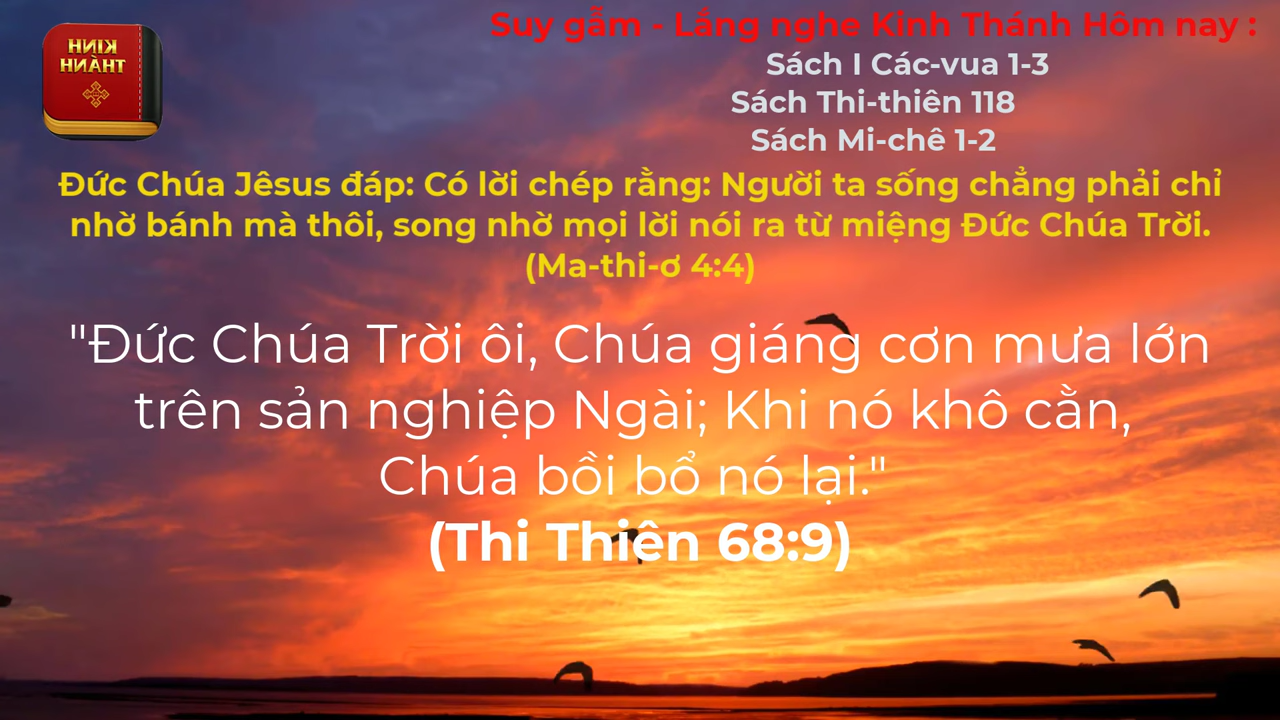 Suy gẫm - Lắng nghe Kinh Thánh Hôm nay :
KINH
THÁNH
Sách I Các-vua 1-3
Sách Thi-thiên 118
Sách Mi-chê 1-2
Đức Chúa Jêsus đáp: Có lời chép rằng: Người ta sống chẳng phải chỉ
nhờ bánh mà thôi, song nhờ mọi lời nói ra từ miệng Đức Chúa Trời.
(Ma-thi-ơ 4:4)
"Đức Chúa Trời ôi, Chúa giáng cơn mưa lớn
trên sản nghiệp Ngài; Khi nó khô cằn,
Chúa bồi bổ nó lại."
(Thi Thiên 68:9)